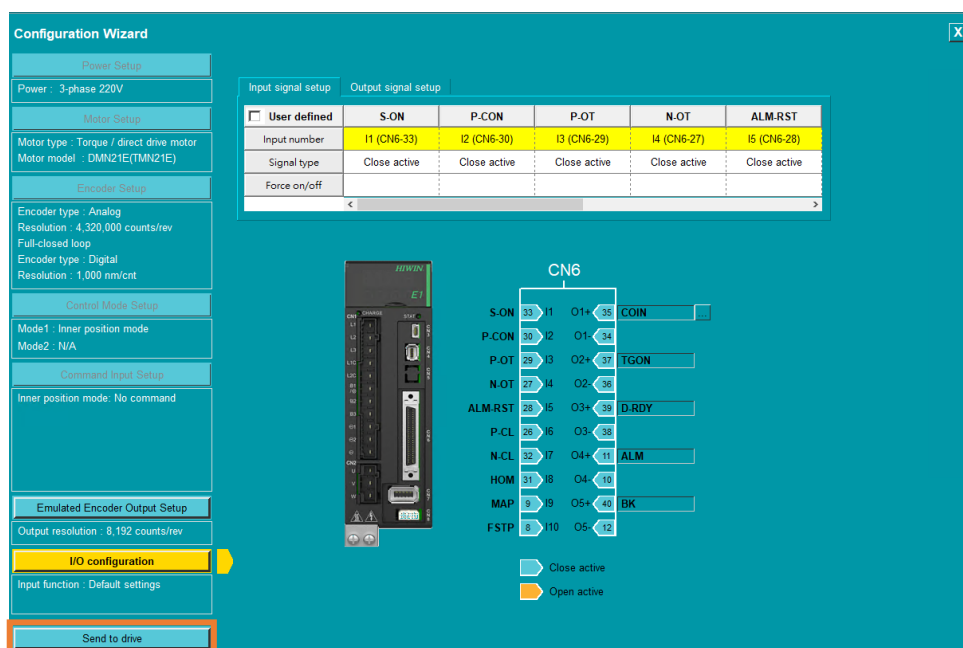 Configuration Wizard
X
Power Setup
Power : 3-phase 220V
Motor Setup
Motor type : Torque / direct drive motor
Motor model : DMN21E(TMN21E)
Encoder Setup
Encoder type : Analog
Resolution : 4,320,000 counts/rev
Full-closed loop
Encoder type : Digital
Resolution : 1,000 nm/cnt
Control Mode Setup
Mode1 : Inner position mode
Mode2 : N/A
Command Input Setup
Inner position mode: No command
Emulated Encoder Output Setup
Output resolution : 8,192 counts/rev
I/O configuration
Input function : Default settings
Send to drive
Input signal setup Output signal setup
User defined S-ON P-CON P-OT N-OT ALM-RST
Input number I1 (CN6-33) I2 (CN6-30) I3 (CN6-29) I4 (CN6-27) I5 (CN6-28)
Signal type Close active Close active Close active Close active Close active
Force on/off
HIWIN
E1
CN1 CHARGE
L1
L2
L3
L1C
L2C
CN2
U
V
W
CN6
S-ON 33 I1 O1+ 35 COIN ...
P-CON 30 I2 O1- 34
P-OT 29 I3 O2+ 37 TGON
N-OT 27 I4 O2- 36
ALM-RST 28 I5 O3+ 39 D-RDY
P-CL 26 I6 O3- 38
N-CL 32 I7 O4+ 11 ALM
HOM 31 I8 O4- 10
MAP 9 I9 O5+ 40 BK
FSTP 8 I10 O5- 12
Close active
Open active